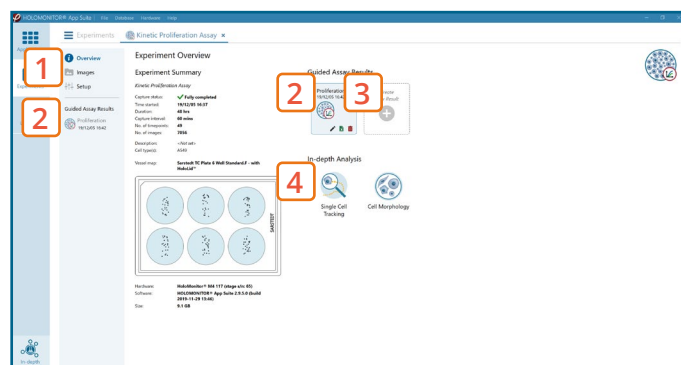 HOLOMONITOR® App Suite File Database Hardware Help
Experiments Kinetic Proliferation Assay ×
1
Overview
Images
Setup
2
Guided Assay Results
Proliferation
19/12/05 16:42
Experiment Overview
Experiment Summary
Kinetic Proliferation Assay
Capture status: Fully completed
Time started: 19/12/05 16:37
Duration: 48 hrs
Capture interval: 60 mins
No. of timepoints: 49
No. of images: 7056
Description: <Not set>
Cell type(s): A549
Vessel map: Sarstedt TC Plate 6 Well Standard.F - with
HoloLid™
SARSTEDT
Hardware: HoloMonitor® M4 117 (stage s/n: 65)
Software: HOLOMONITOR® App Suite 2.9.5.0 (build
2019-11-29 13:46)
Size: 9.1 GB
Guided Assay Results
2
Proliferation
19/12/05 16:42
3
Result
In-depth Analysis
4
Single Cell
Tracking
Cell Morphology
In-depth